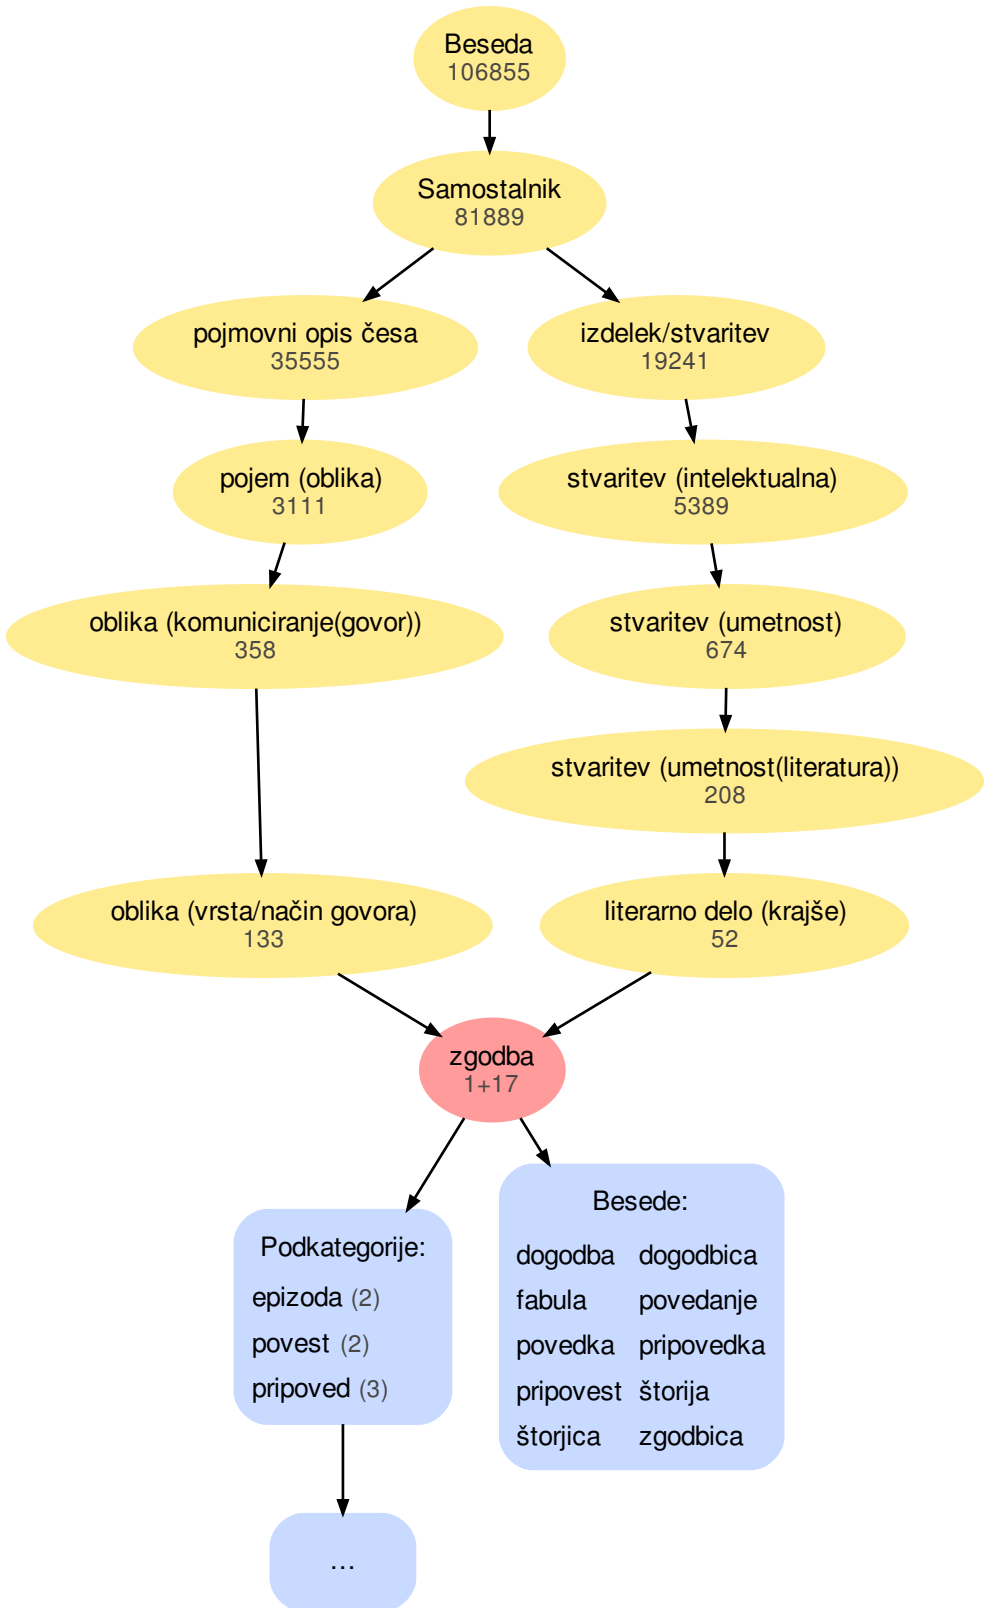 Beseda
106855
Samostalnik
81889
pojmovni opis česa
35555
izdelek/stvaritev
19241
pojem (oblika)
3111
stvaritev (intelektualna)
5389
oblika (komuniciranje(govor))
358
stvaritev (umetnost)
674
stvaritev (umetnost(literatura))
208
oblika (vrsta/način govora)
133
literarno delo (krajše)
52
zgodba
1+17
Podkategorije:
epizoda (2)
povest (2)
pripoved (3)
Besede:
dogodba dogodbica
fabula povedanje
povedka pripovedka
pripovest štorija
štorjica zgodbica
...